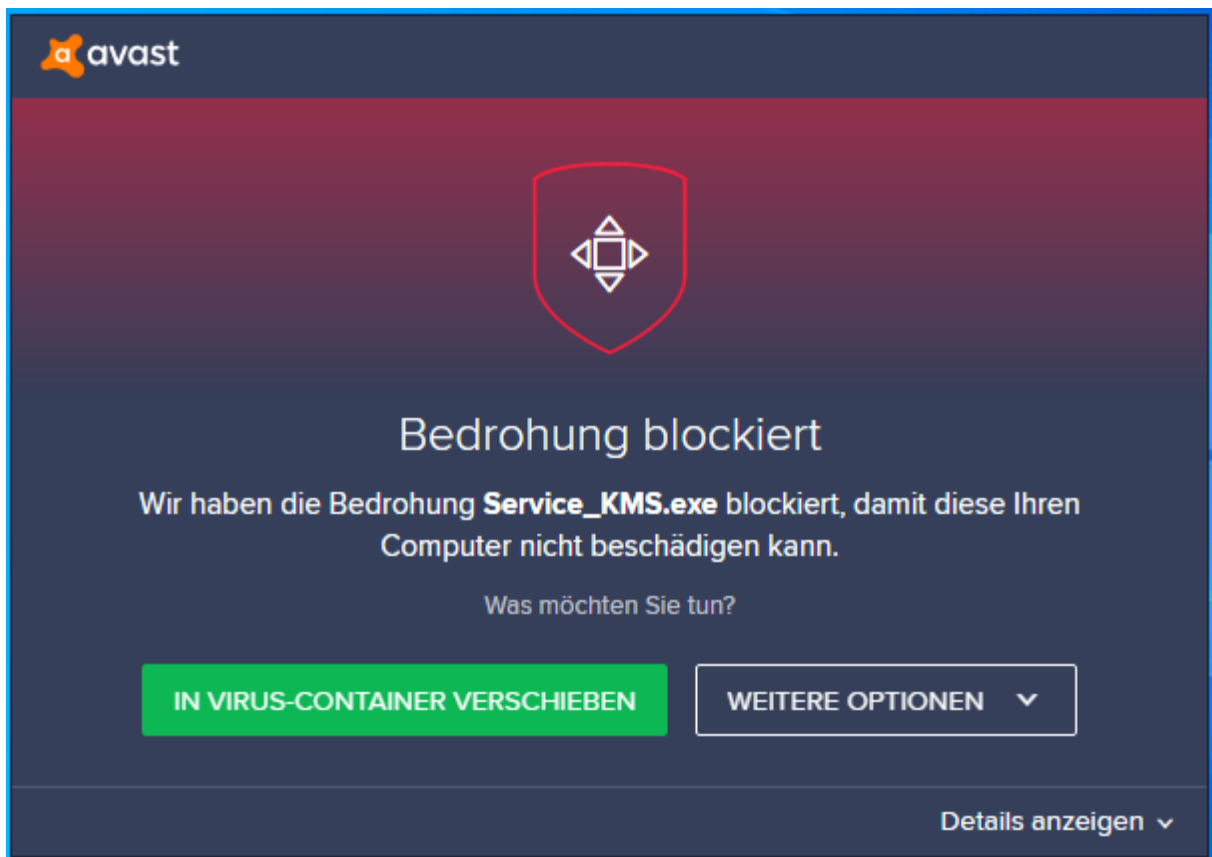 avast
Bedrohung blockiert
Wir haben die Bedrohung Service_KMS.exe blockiert, damit diese Ihren
Computer nicht beschädigen kann.
Was möchten Sie tun?
IN VIRUS-CONTAINER VERSCHIEBEN
WEITERE OPTIONEN
Details anzeigen